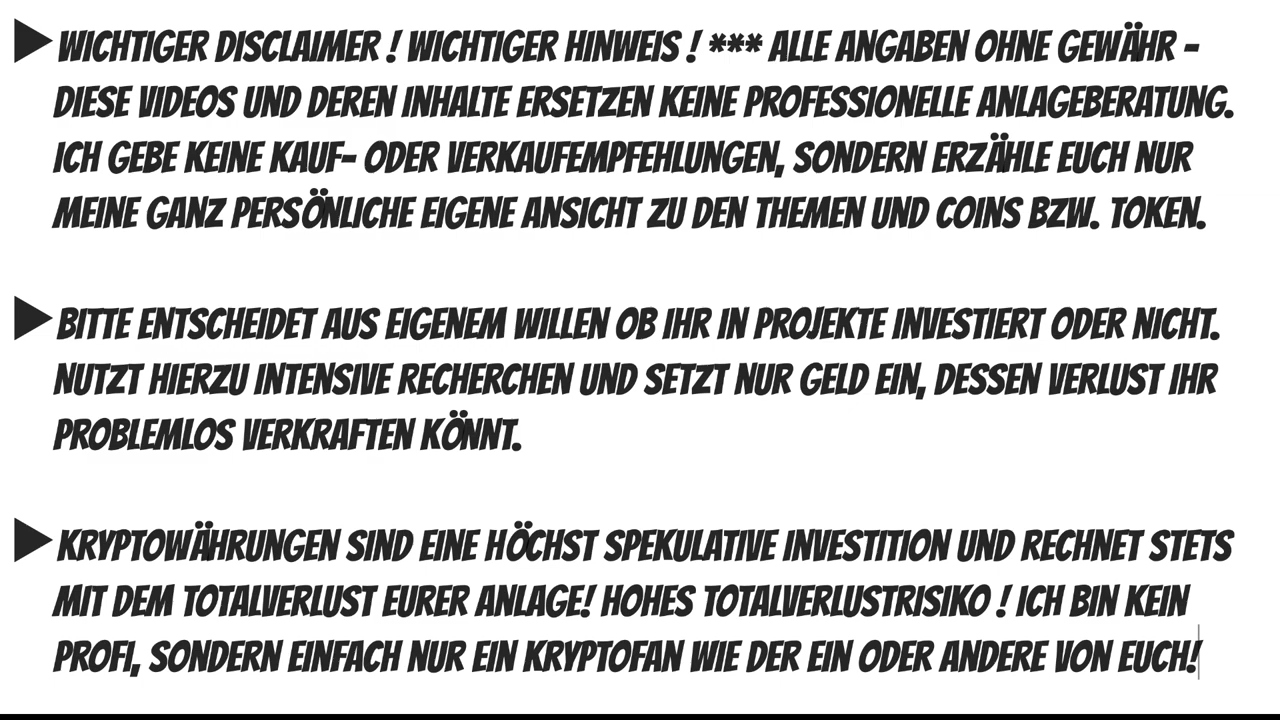 ▶ WICHTIGER DISCLAIMER ! WICHTIGER HINWEIS ! *** ALLE ANGABEN OHNE GEWÄHR -
DIESE VIDEOS UND DEREN INHALTE ERSETZEN KEINE PROFESSIONELLE ANLAGEBERATUNG.
ICH GEBE KEINE KAUF- ODER VERKAUFEMPFEHLUNGEN, SONDERN ERZÄHLE EUCH NUR
MEINE GANZ PERSÖNLICHE EIGENE ANSICHT ZU DEN THEMEN UND COINS BZW. TOKEN.
▶ BITTE ENTSCHEIDET AUS EIGENEM WILLEN OB IHR IN PROJEKTE INVESTIERT ODER NICHT.
NUTZT HIERZU INTENSIVE RECHERCHEN UND SETZT NUR GELD EIN, DESSEN VERLUST IHR
PROBLEMLOS VERKRAFTEN KÖNNT.
▶ KRYPTOWÄHRUNGEN SIND EINE HÖCHST SPEKULATIVE INVESTITION UND RECHNET STETS
MIT DEM TOTALVERLUST EURER ANLAGE! HOHES TOTALVERLUSTRISIKO ! ICH BIN KEIN
PROFI, SONDERN EINFACH NUR EIN KRYPTOFAN WIE DER EIN ODER ANDERE VON EUCH!